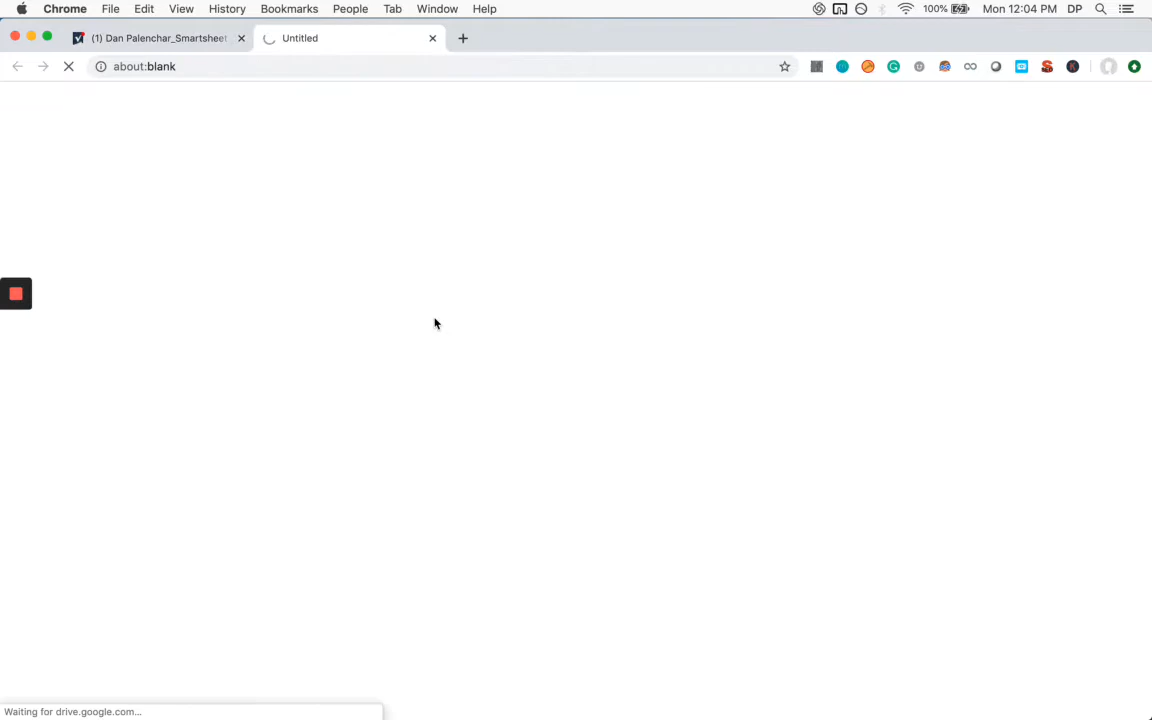 Chrome File Edit View History Bookmarks People Tab Window Help 100% Mon 12:04 PM DP
(1) Dan Palenchar_Smartsheet Untitled
about:blank
Waiting for drive.google.com...